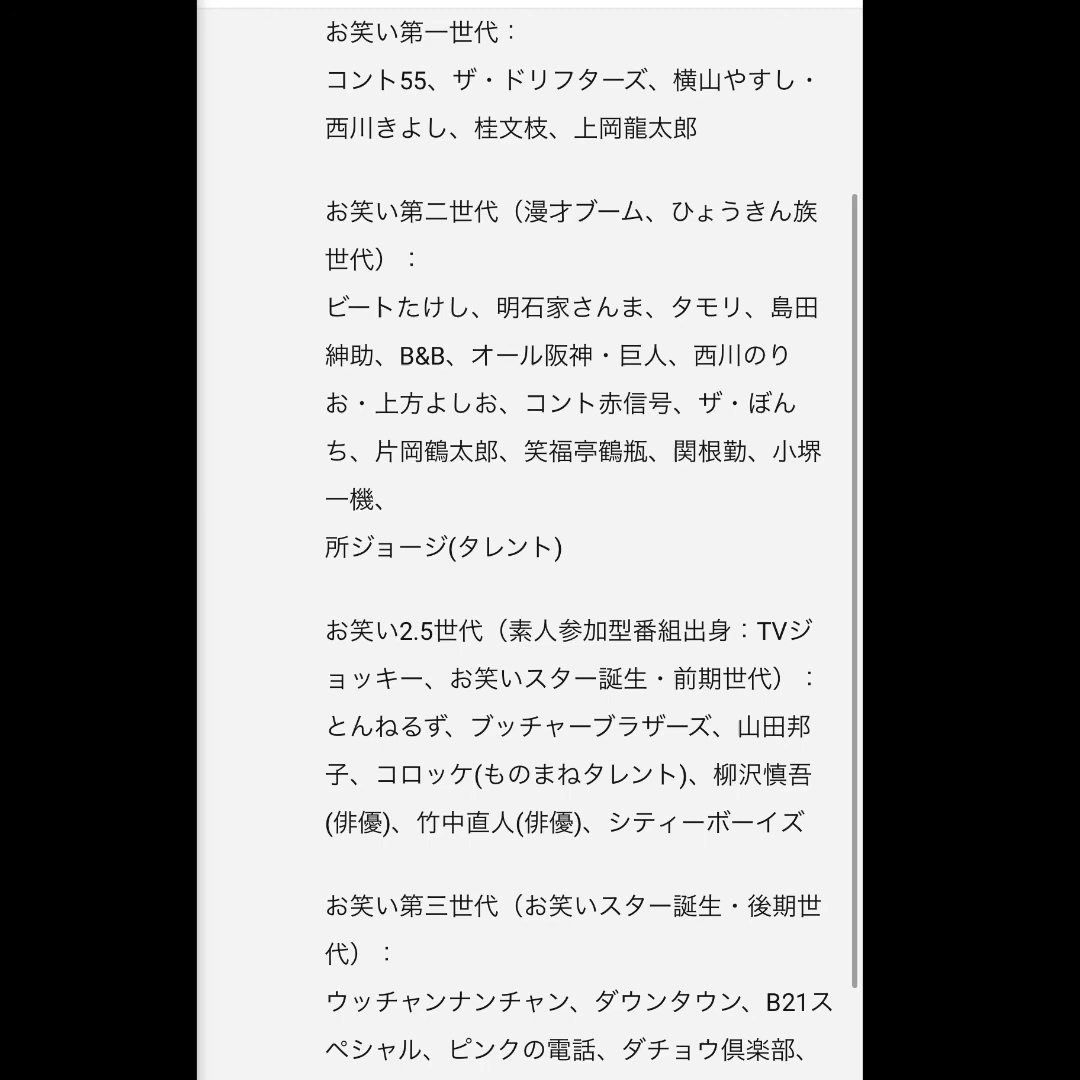 お笑い第一世代：
コント55、ザ・ドリフターズ、横山やすし・
西川きよし、桂文枝、上岡龍太郎
お笑い第二世代（漫才ブーム、ひょうきん族
世代）：
ビートたけし、明石家さんま、タモリ、島田
紳助、B&B、オール阪神・巨人、西川のり
お・上方よしお、コント赤信号、ザ・ぼん
ち、片岡鶴太郎、笑福亭鶴瓶、関根勤、小堺
一機、
所ジョージ(タレント)
お笑い2.5世代（素人参加型番組出身：TVジ
ョッキー、お笑いスター誕生・前期世代）：
とんねるず、ブッチャーブラザーズ、山田邦
子、コロッケ(ものまねタレント)、柳沢慎吾
(俳優)、竹中直人(俳優)、シティーボーイズ
お笑い第三世代（お笑いスター誕生・後期世
代）：
ウッチャンナンチャン、ダウンタウン、B21ス
ペシャル、ピンクの電話、ダチョウ倶楽部、